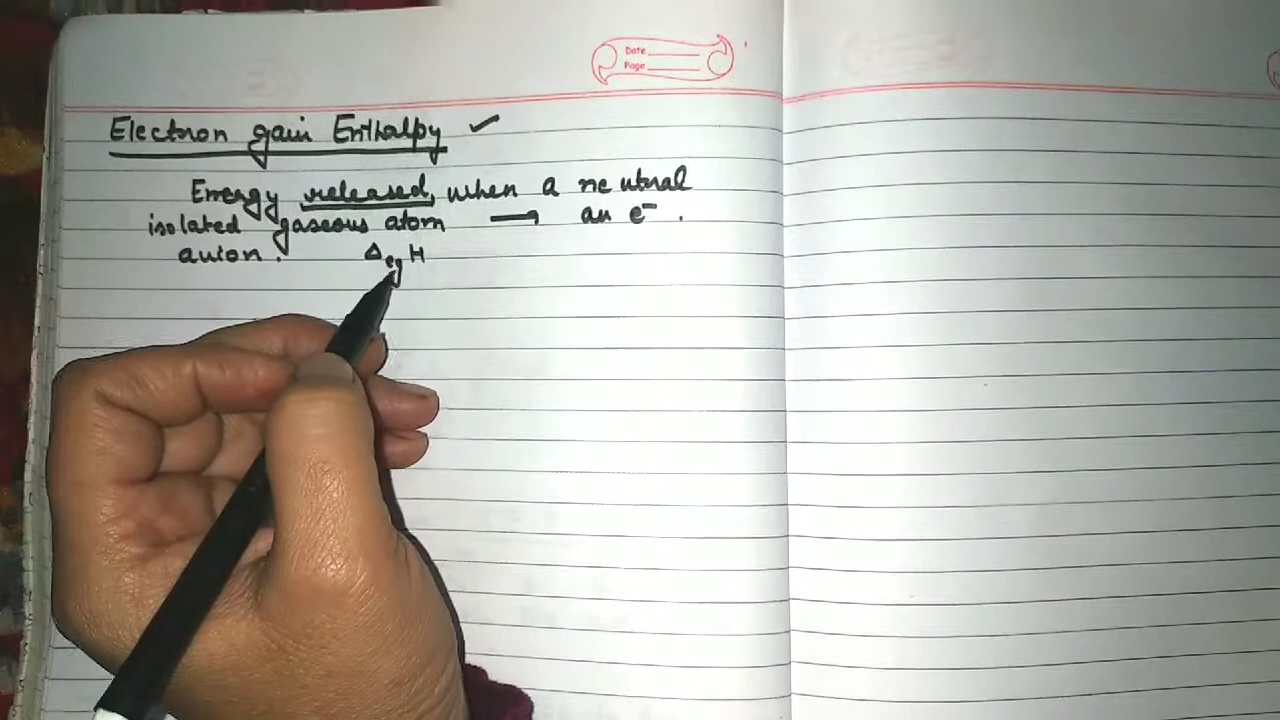 Date
Page
Electron gain Enthalpy ✓
Energy released, when a neutral
isolated gaseous atom → an e⁻.
anion. ΔegH